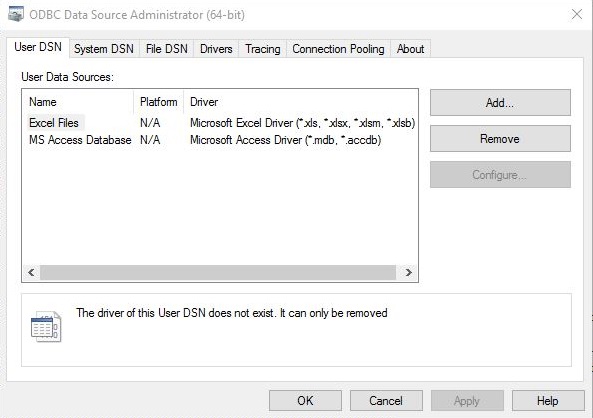 ODBC Data Source Administrator (64-bit)
User DSN System DSN File DSN Drivers Tracing Connection Pooling About
User Data Sources:
Name Platform Driver
Excel Files N/A Microsoft Excel Driver (*.xls, *.xlsx, *.xlsm, *.xlsb)
MS Access Database N/A Microsoft Access Driver (*.mdb, *.accdb)
Add...
Remove
Configure...
The driver of this User DSN does not exist. It can only be removed
OK Cancel Apply Help